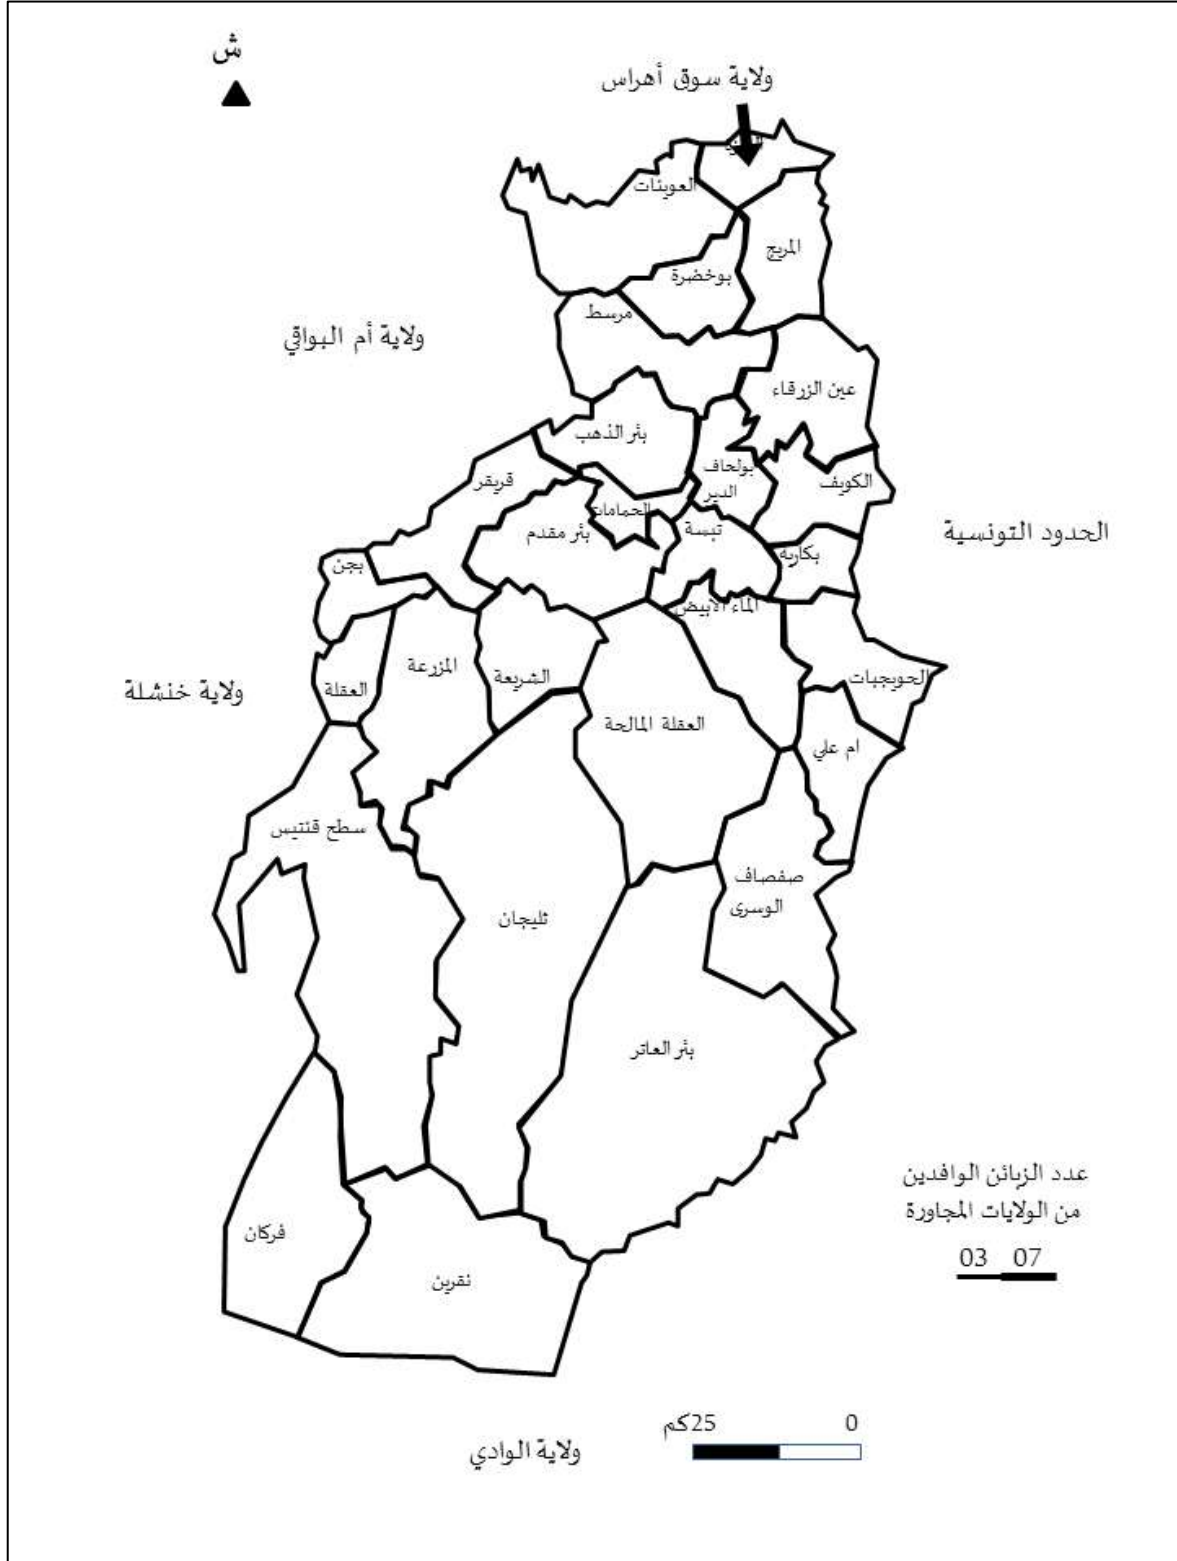 ش
ولاية سوق أهراس
العوينات
المريج
بوخضرة
مرسط
ولاية أم البواقي
عين الزرقاء
بئر الذهب
بولحاف
الدير
الكويف
قريقر
الحمامات
تبسة
بئر مقدم
الحدود التونسية
بكاريه
بجن
الماء الابيض
المزرعة
الشريعة
العقلة
ولاية خنشلة
الحويجبات
العقلة المالحة
ام علي
سطح قنتيس
صفصاف
الوسرى
ثليجان
بئر العاتر
عدد الزبائن الوافدين
من الولايات المجاورة
03 07
فركان
نقرين
25كم 0
ولاية الوادي